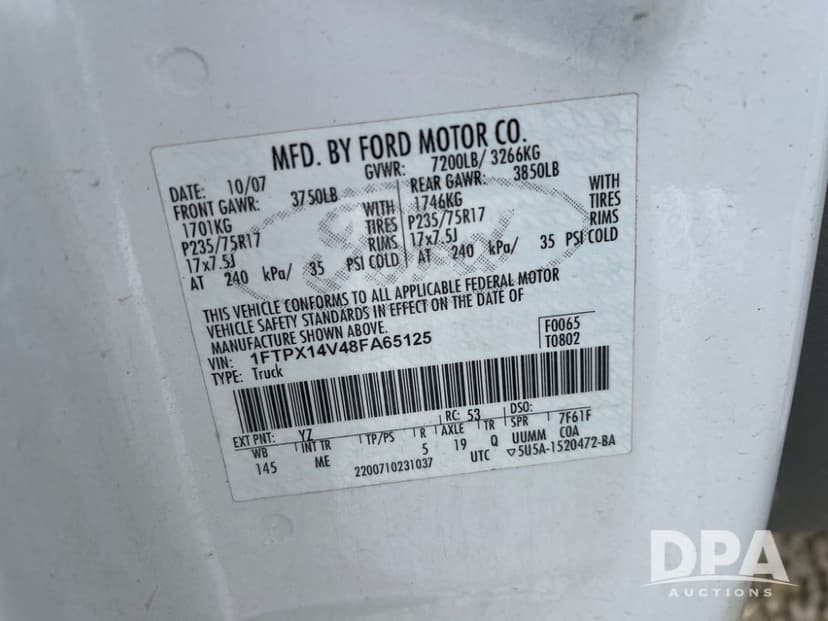 MFD. BY FORD MOTOR CO.
DATE: 10/07 GVWR: 7200LB/ 3266KG
FRONT GAWR: 3750LB REAR GAWR: 3850LB
1701KG WITH 1746KG WITH
P235/75R17 TIRES P235/75R17 TIRES
17x7.5J RIMS 17x7.5J RIMS
AT 240 kPa/ 35 PSI COLD AT 240 kPa/ 35 PSI COLD
THIS VEHICLE CONFORMS TO ALL APPLICABLE FEDERAL MOTOR
VEHICLE SAFETY STANDARDS IN EFFECT ON THE DATE OF
MANUFACTURE SHOWN ABOVE.
VIN: 1FTPX14V48FA65125 F0065
TYPE: Truck T0802
EXT PNT: YZ RC: 53 DSO:
WB INT TR TP/PS R AXLE TR SPR 7F61F
145 ME 5 19 Q UUMM COA
2200710231037 UTC ▽5U5A-1520472-BA
DPA
AUCTIONS